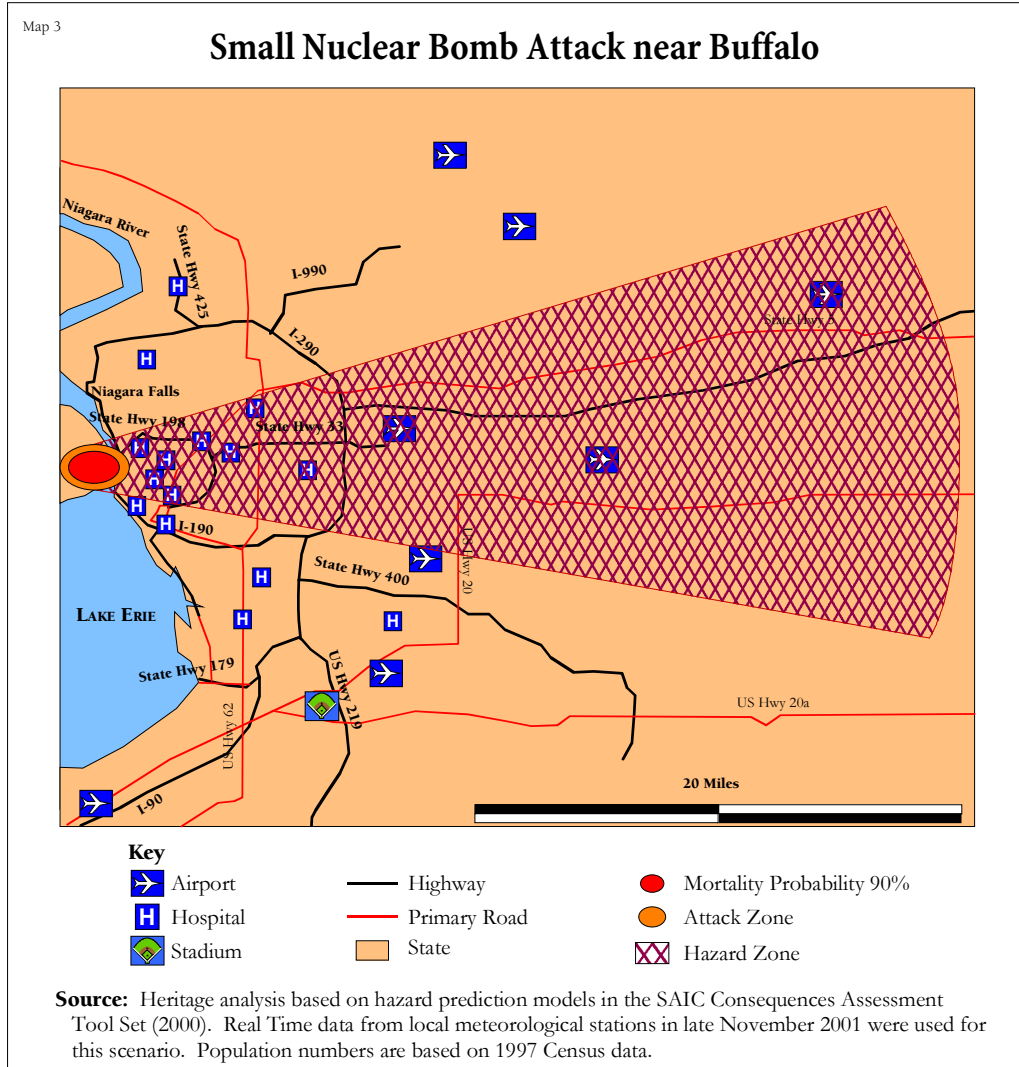 Map 3
Small Nuclear Bomb Attack near Buffalo
Niagara River
State Hwy 425
I-990
H
I-290
State Hwy 5
H
Niagara Falls
H
State Hwy 198
State Hwy 33
H
H
H
H
H
H
H
H
H
H
I-190
US Hwy 20
State Hwy 400
H
LAKE ERIE
H
H
State Hwy 179
US Hwy 219
US Hwy 62
US Hwy 20a
20 Miles
I-90
Key
Airport
Highway
Mortality Probability 90%
H
Hospital
Primary Road
Attack Zone
Stadium
State
Hazard Zone
Source: Heritage analysis based on hazard prediction models in the SAIC Consequences Assessment
Tool Set (2000). Real Time data from local meteorological stations in late November 2001 were used for
this scenario. Population numbers are based on 1997 Census data.